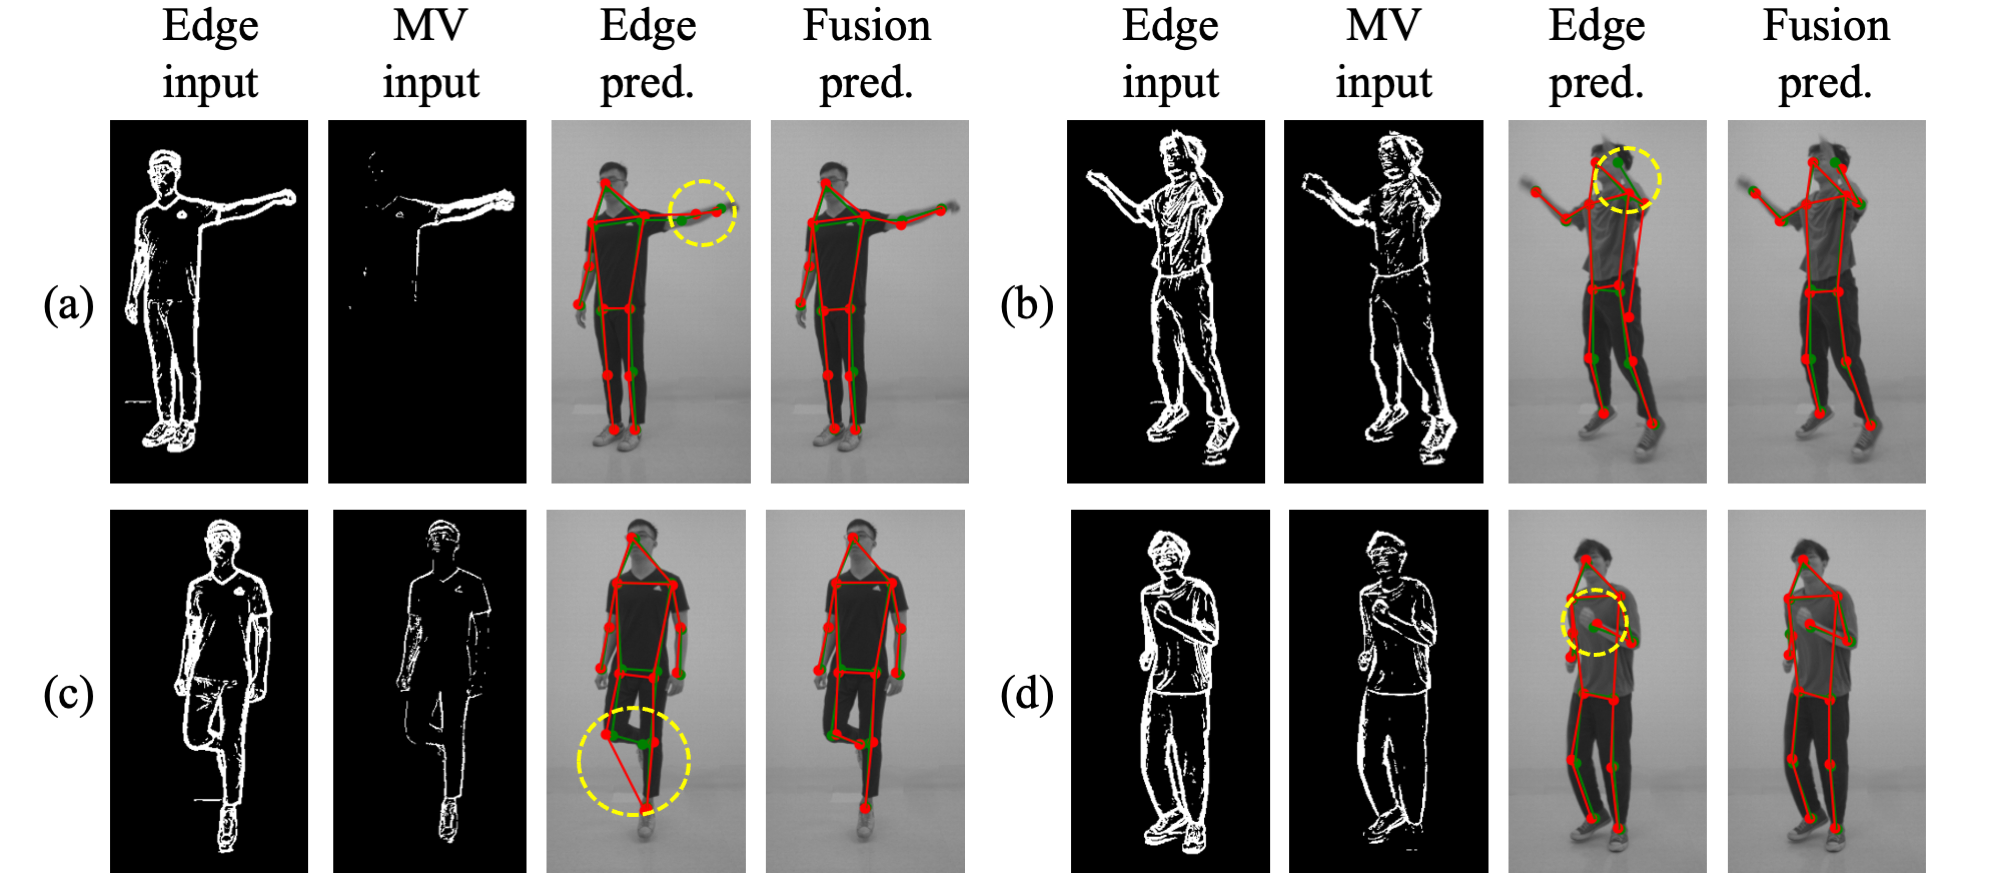 Edge input
MV input
Edge pred.
Fusion pred.
Edge input
MV input
Edge pred.
Fusion pred.
(a)
(b)
(c)
(d)